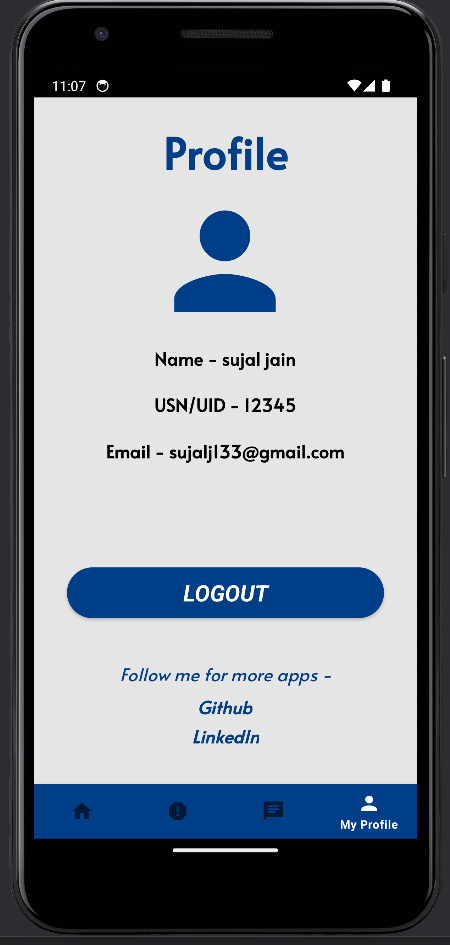 11:07
Profile
Name - sujal jain
USN/UID - 12345
Email - sujalj133@gmail.com
LOGOUT
Follow me for more apps -
Github
LinkedIn
My Profile